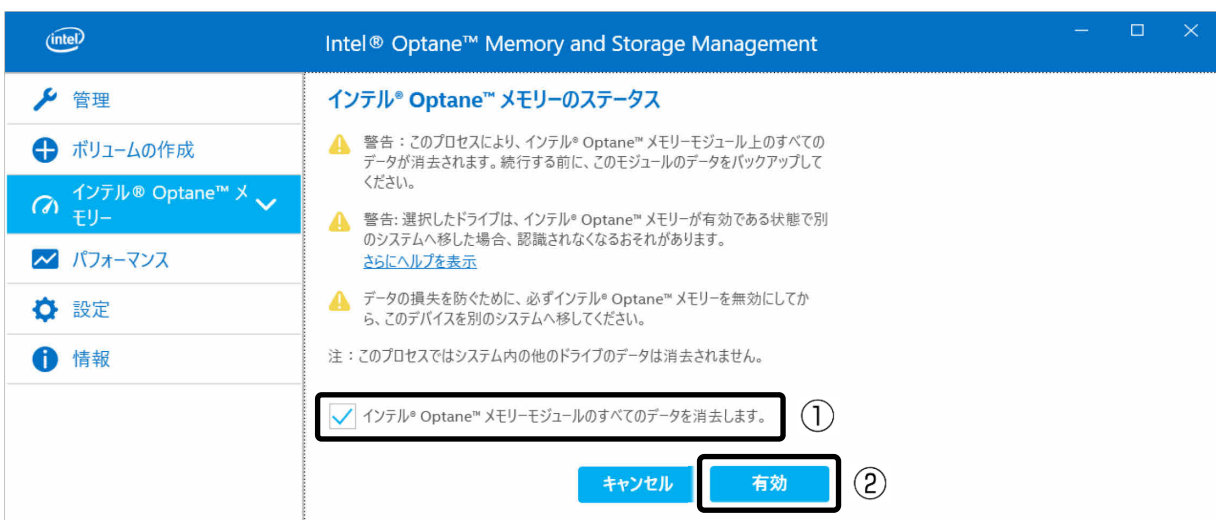 intel
Intel® Optane™ Memory and Storage Management
管理
ボリュームの作成
インテル® Optane™ メ
モリー
パフォーマンス
設定
情報
インテル® Optane™ メモリーのステータス
警告：このプロセスにより、インテル® Optane™ メモリーモジュール上のすべての
データが消去されます。続行する前に、このモジュールのデータをバックアップして
ください。
警告: 選択したドライブは、インテル® Optane™ メモリーが有効である状態で別
のシステムへ移した場合、認識されなくなるおそれがあります。
さらにヘルプを表示
データの損失を防ぐために、必ずインテル® Optane™ メモリーを無効にしてか
ら、このデバイスを別のシステムへ移してください。
注：このプロセスではシステム内の他のドライブのデータは消去されません。
インテル® Optane™ メモリーモジュールのすべてのデータを消去します。 ①
キャンセル 有効 ②